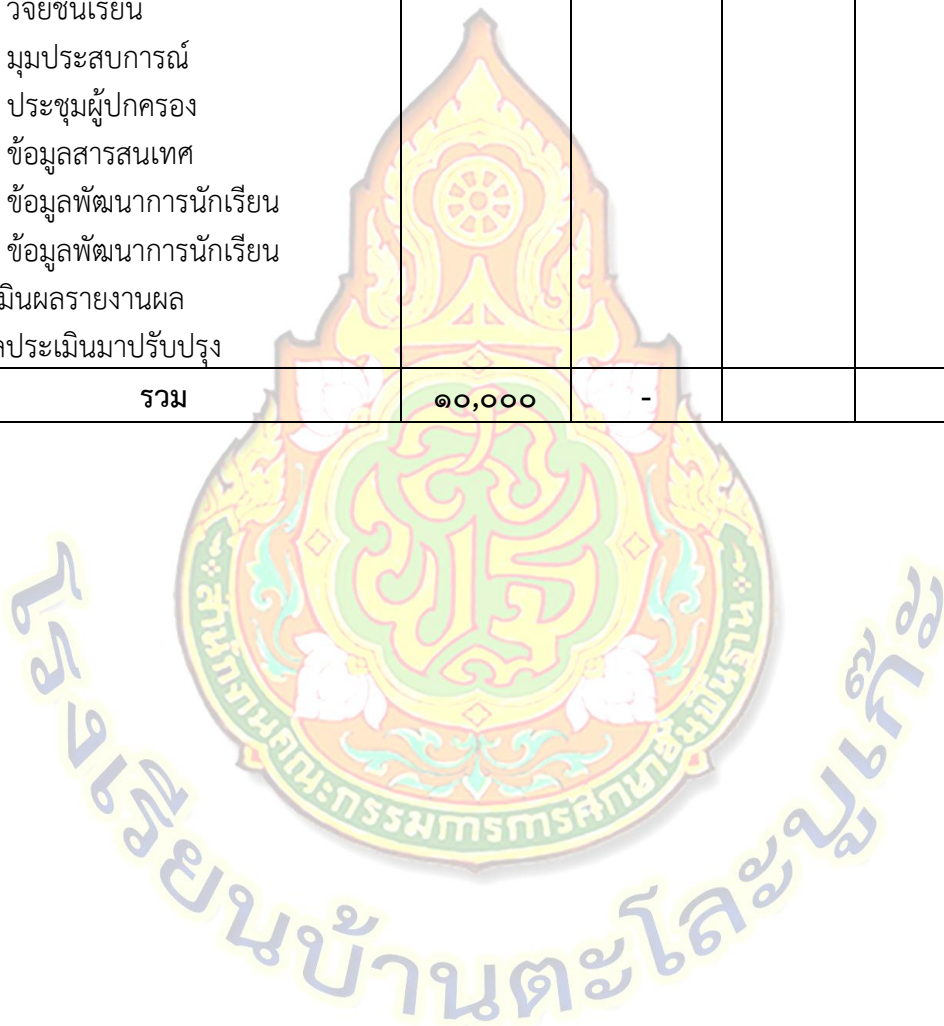 วิจัยชั้นเรียน
มุมประสบการณ์
ประชุมผู้ปกครอง
ข้อมูลสารสนเทศ
ข้อมูลพัฒนาการนักเรียน
ข้อมูลพัฒนาการนักเรียน
มินผลรายงานผล
ประเมินมาปรับปรุง
รวม ๑๐,๐๐๐ -
สำนักงานคณะกรรมการการศึกษาขั้นพื้นฐาน
โรงเรียนบ้านตะโละบูเก๊ะ